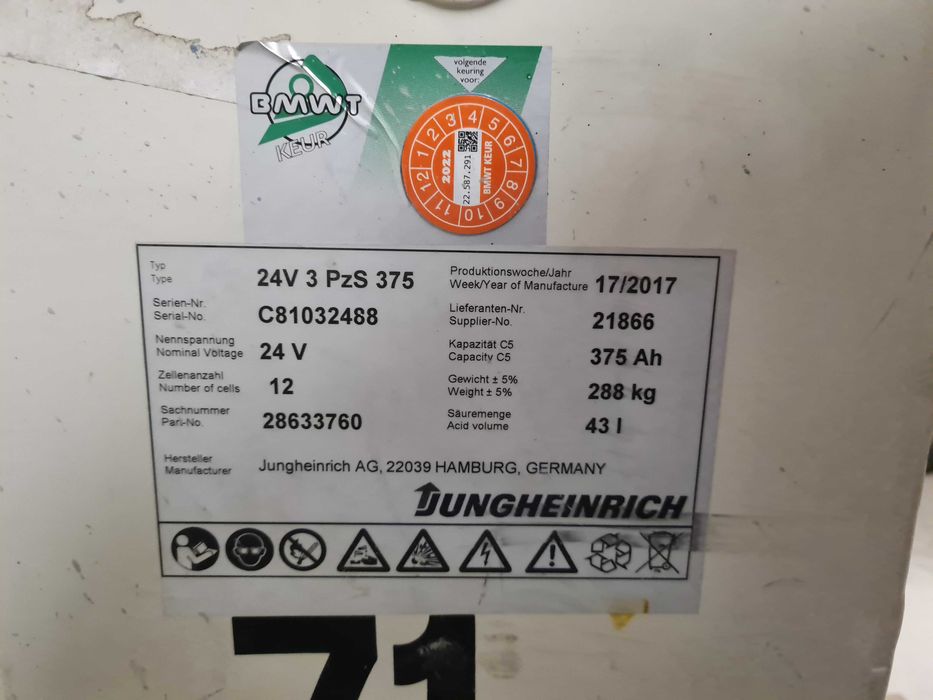 BMWT
KEUR
volgende
keuring
voor:
1 2 3 4 5 6 7 8 9 10 11 12
2022
22.587.291
BMWT KEUR
Typ
Type
24V 3 PzS 375
Produktionswoche/Jahr
Week/Year of Manufacture
17/2017
Serien-Nr.
Serial-No.
C81032488
Lieferanten-Nr.
Supplier-No.
21866
Nennspannung
Nominal Voltage
24 V
Kapazität C5
Capacity C5
375 Ah
Zellenanzahl
Number of cells
12
Gewicht ± 5%
Weight ± 5%
288 kg
Sachnummer
Part-No.
28633760
Säuremenge
Acid volume
43 l
Hersteller
Manufacturer
Jungheinrich AG, 22039 HAMBURG, GERMANY
JUNGHEINRICH
71